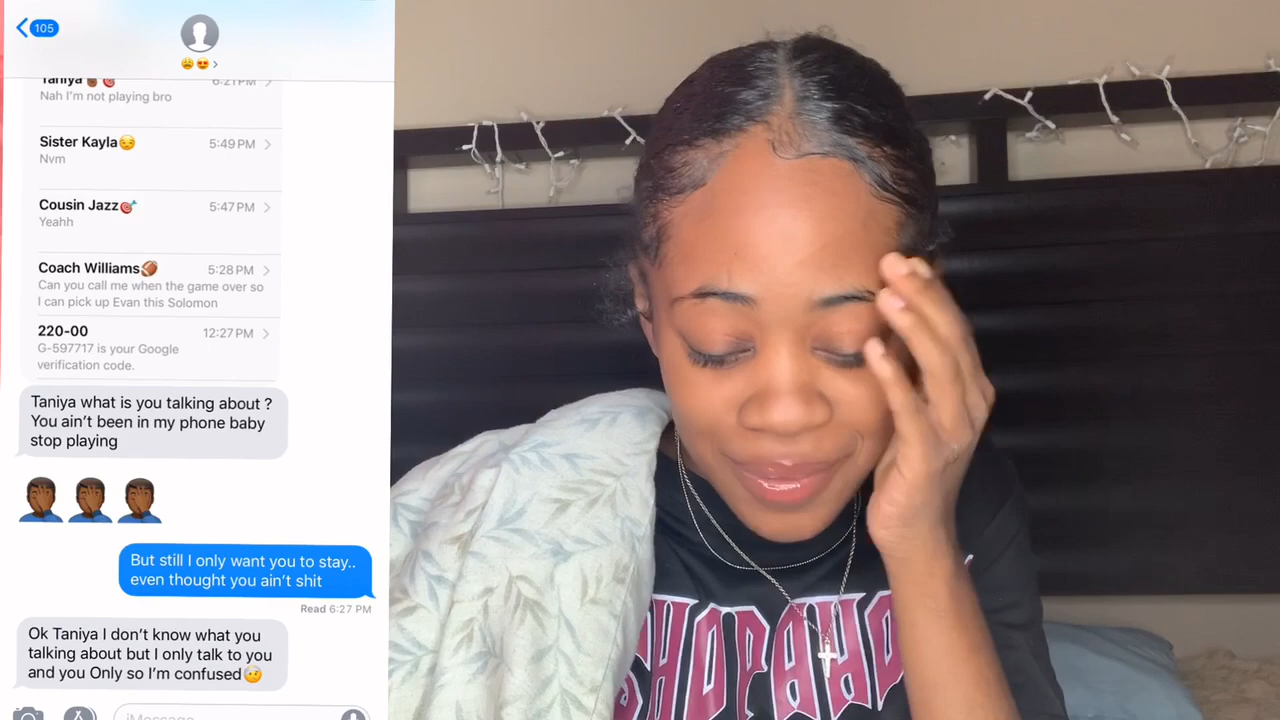 105
Taniya
6:21 PM
Nah I'm not playing bro
Sister Kayla😔
5:49 PM
Nvm
Cousin Jazz🎯
5:47 PM
Yeahh
Coach Williams🏈
5:28 PM
Can you call me when the game over so
I can pick up Evan this Solomon
220-00
12:27 PM
G-597717 is your Google
verification code.
Taniya what is you talking about ?
You ain't been in my phone baby
stop playing
But still I only want you to stay..
even thought you ain't shit
Read 6:27 PM
Ok Taniya I don't know what you
talking about but I only talk to you
and you Only so I'm confused🤕
iMessage